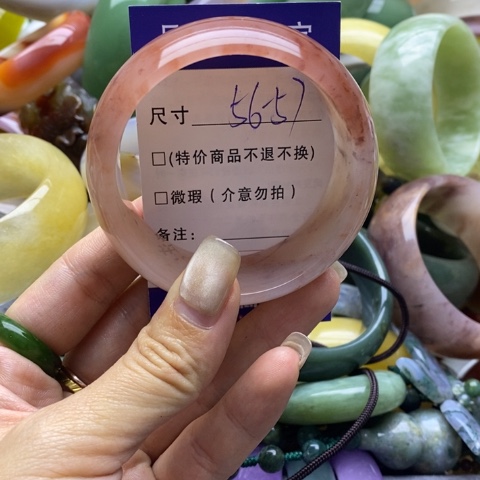 尺寸 56-57
□(特价商品不退不换)
□微瑕(介意勿拍)
备注: